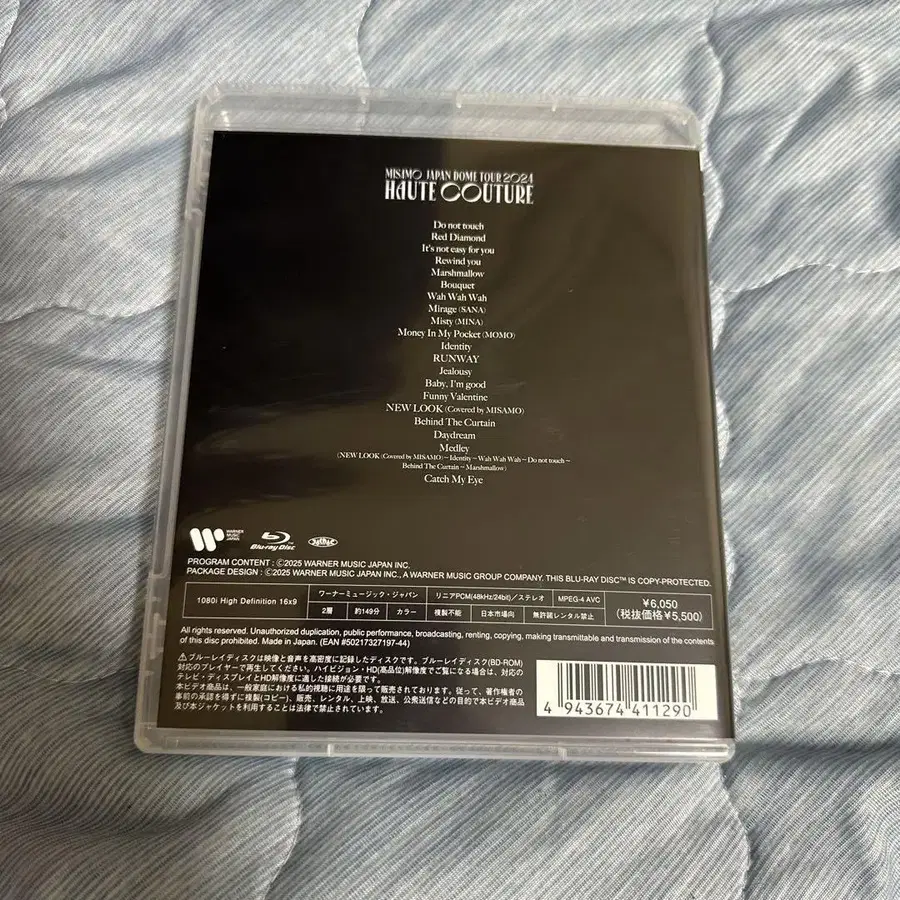 MISAMO JAPAN DOME TOUR 2024
HAUTE COUTURE
Do not touch
Red Diamond
It's not easy for you
Rewind you
Marshmallow
Bouquet
Wah Wah Wah
Mirage (SANA)
Misty (MINA)
Money In My Pocket (MOMO)
Identity
RUNWAY
Jealousy
Baby, I'm good
Funny Valentine
NEW LOOK (Covered by MISAMO)
Behind The Curtain
Daydream
Medley
(NEW LOOK (Covered by MISAMO)~Identity~Wah Wah Wah~Do not touch~
Behind The Curtain~Marshmallow)
Catch My Eye
WARNER MUSIC JAPAN
Blu-ray Disc
PROGRAM CONTENT : ©2025 WARNER MUSIC JAPAN INC.
PACKAGE DESIGN : ©2025 WARNER MUSIC JAPAN INC., A WARNER MUSIC GROUP COMPANY. THIS BLU-RAY DISC™ IS COPY-PROTECTED.
1080i High Definition 16x9
ワーナーミュージック・ジャパン リニアPCM(48kHz/24bit)/ステレオ MPEG-4 AVC
2層 約149分 カラー 複製不能 日本市場向 無許諾レンタル禁止
¥6,050
(税抜価格¥5,500)
All rights reserved. Unauthorized duplication, public performance, broadcasting, renting, copying, making transmittable and transmission of the contents
of this disc prohibited. Made in Japan. (EAN #50217327197-44)
⚠ブルーレイディスクは映像と音声を高密度に記録したディスクです。ブルーレイディスク(BD-ROM)
対応のプレイヤーで再生してください。ハイビジョン・HD(高品位)解像度でご覧になる場合は、対応の
テレビ・ディスプレイとHD解像度に適した接続が必要です。
本ビデオ商品は、一般家庭における私的視聴に用途を限って販売されております。従って、著作権者の
事前の承諾を得ずに複製(コピー)、販売、レンタル、上映、放送、公衆送信などの目的で本ビデオ商品
及び本ジャケットを利用することは法律で禁止されています。
4 943674 411290